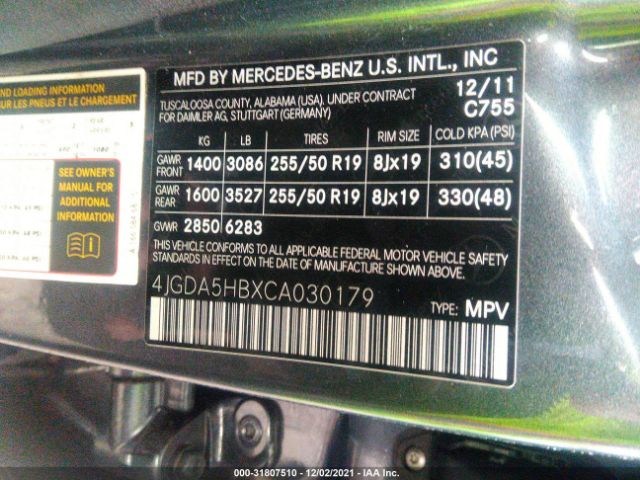 AND LOADING INFORMATION
SUR LES PNEUS ET LE CHARGEMENT
SEE OWNER'S
MANUAL FOR
ADDITIONAL
INFORMATION
MFD BY MERCEDES-BENZ U.S. INTL., INC
TUSCALOOSA COUNTY, ALABAMA (USA), UNDER CONTRACT 12/11
FOR DAIMLER AG, STUTTGART (GERMANY) C755
KG LB TIRES RIM SIZE COLD KPA (PSI)
GAWR FRONT 1400 3086 255/50 R19 8Jx19 310(45)
GAWR REAR 1600 3527 255/50 R19 8Jx19 330(48)
GVWR 2850 6283
THIS VEHICLE CONFORMS TO ALL APPLICABLE FEDERAL MOTOR VEHICLE SAFETY
STANDARDS IN EFFECT ON THE DATE OF MANUFACTURE SHOWN ABOVE
4JGDA5HBXCA030179
TYPE: MPV
000-31807510 - 12/02/2021 - IAA Inc.